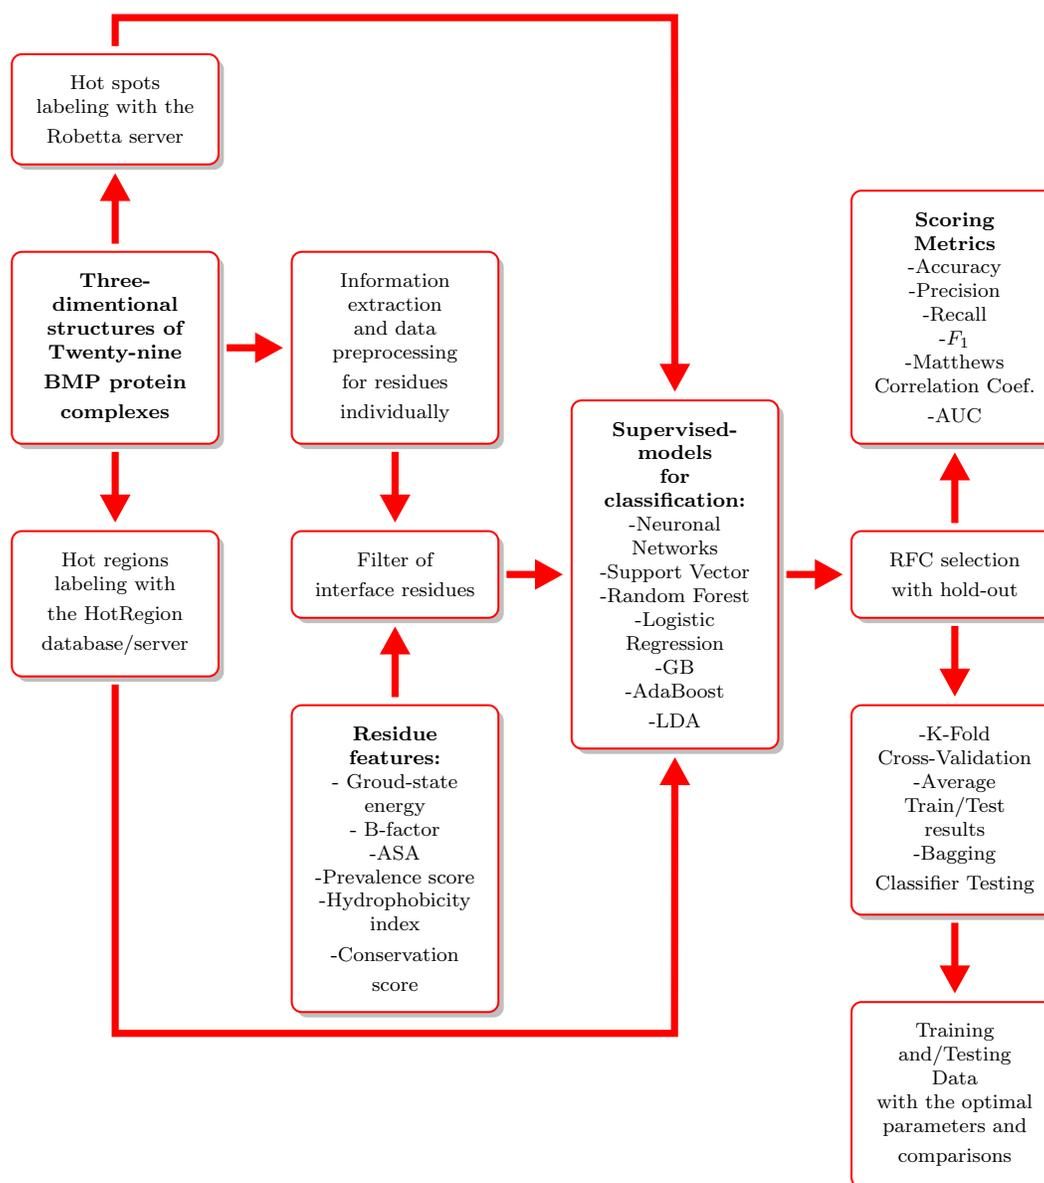 Hot spots
labeling with the
Robetta server
Three-
dimentional
structures of
Twenty-nine
BMP protein
complexes
Information
extraction
and data
preprocessing
for residues
individually
Hot regions
labeling with
the HotRegion
database/server
Filter of
interface residues
Residue
features:
- Groud-state
energy
- B-factor
-ASA
-Prevalence score
-Hydrophobicity
index
-Conservation
score
Supervised-
models
for
classification:
-Neuronal
Networks
-Support Vector
-Random Forest
-Logistic
Regression
-GB
-AdaBoost
-LDA
Scoring
Metrics
-Accuracy
-Precision
-Recall
-F₁
-Matthews
Correlation Coef.
-AUC
RFC selection
with hold-out
-K-Fold
Cross-Validation
-Average
Train/Test
results
-Bagging
Classifier Testing
Training
and/Testing
Data
with the optimal
parameters and
comparisons